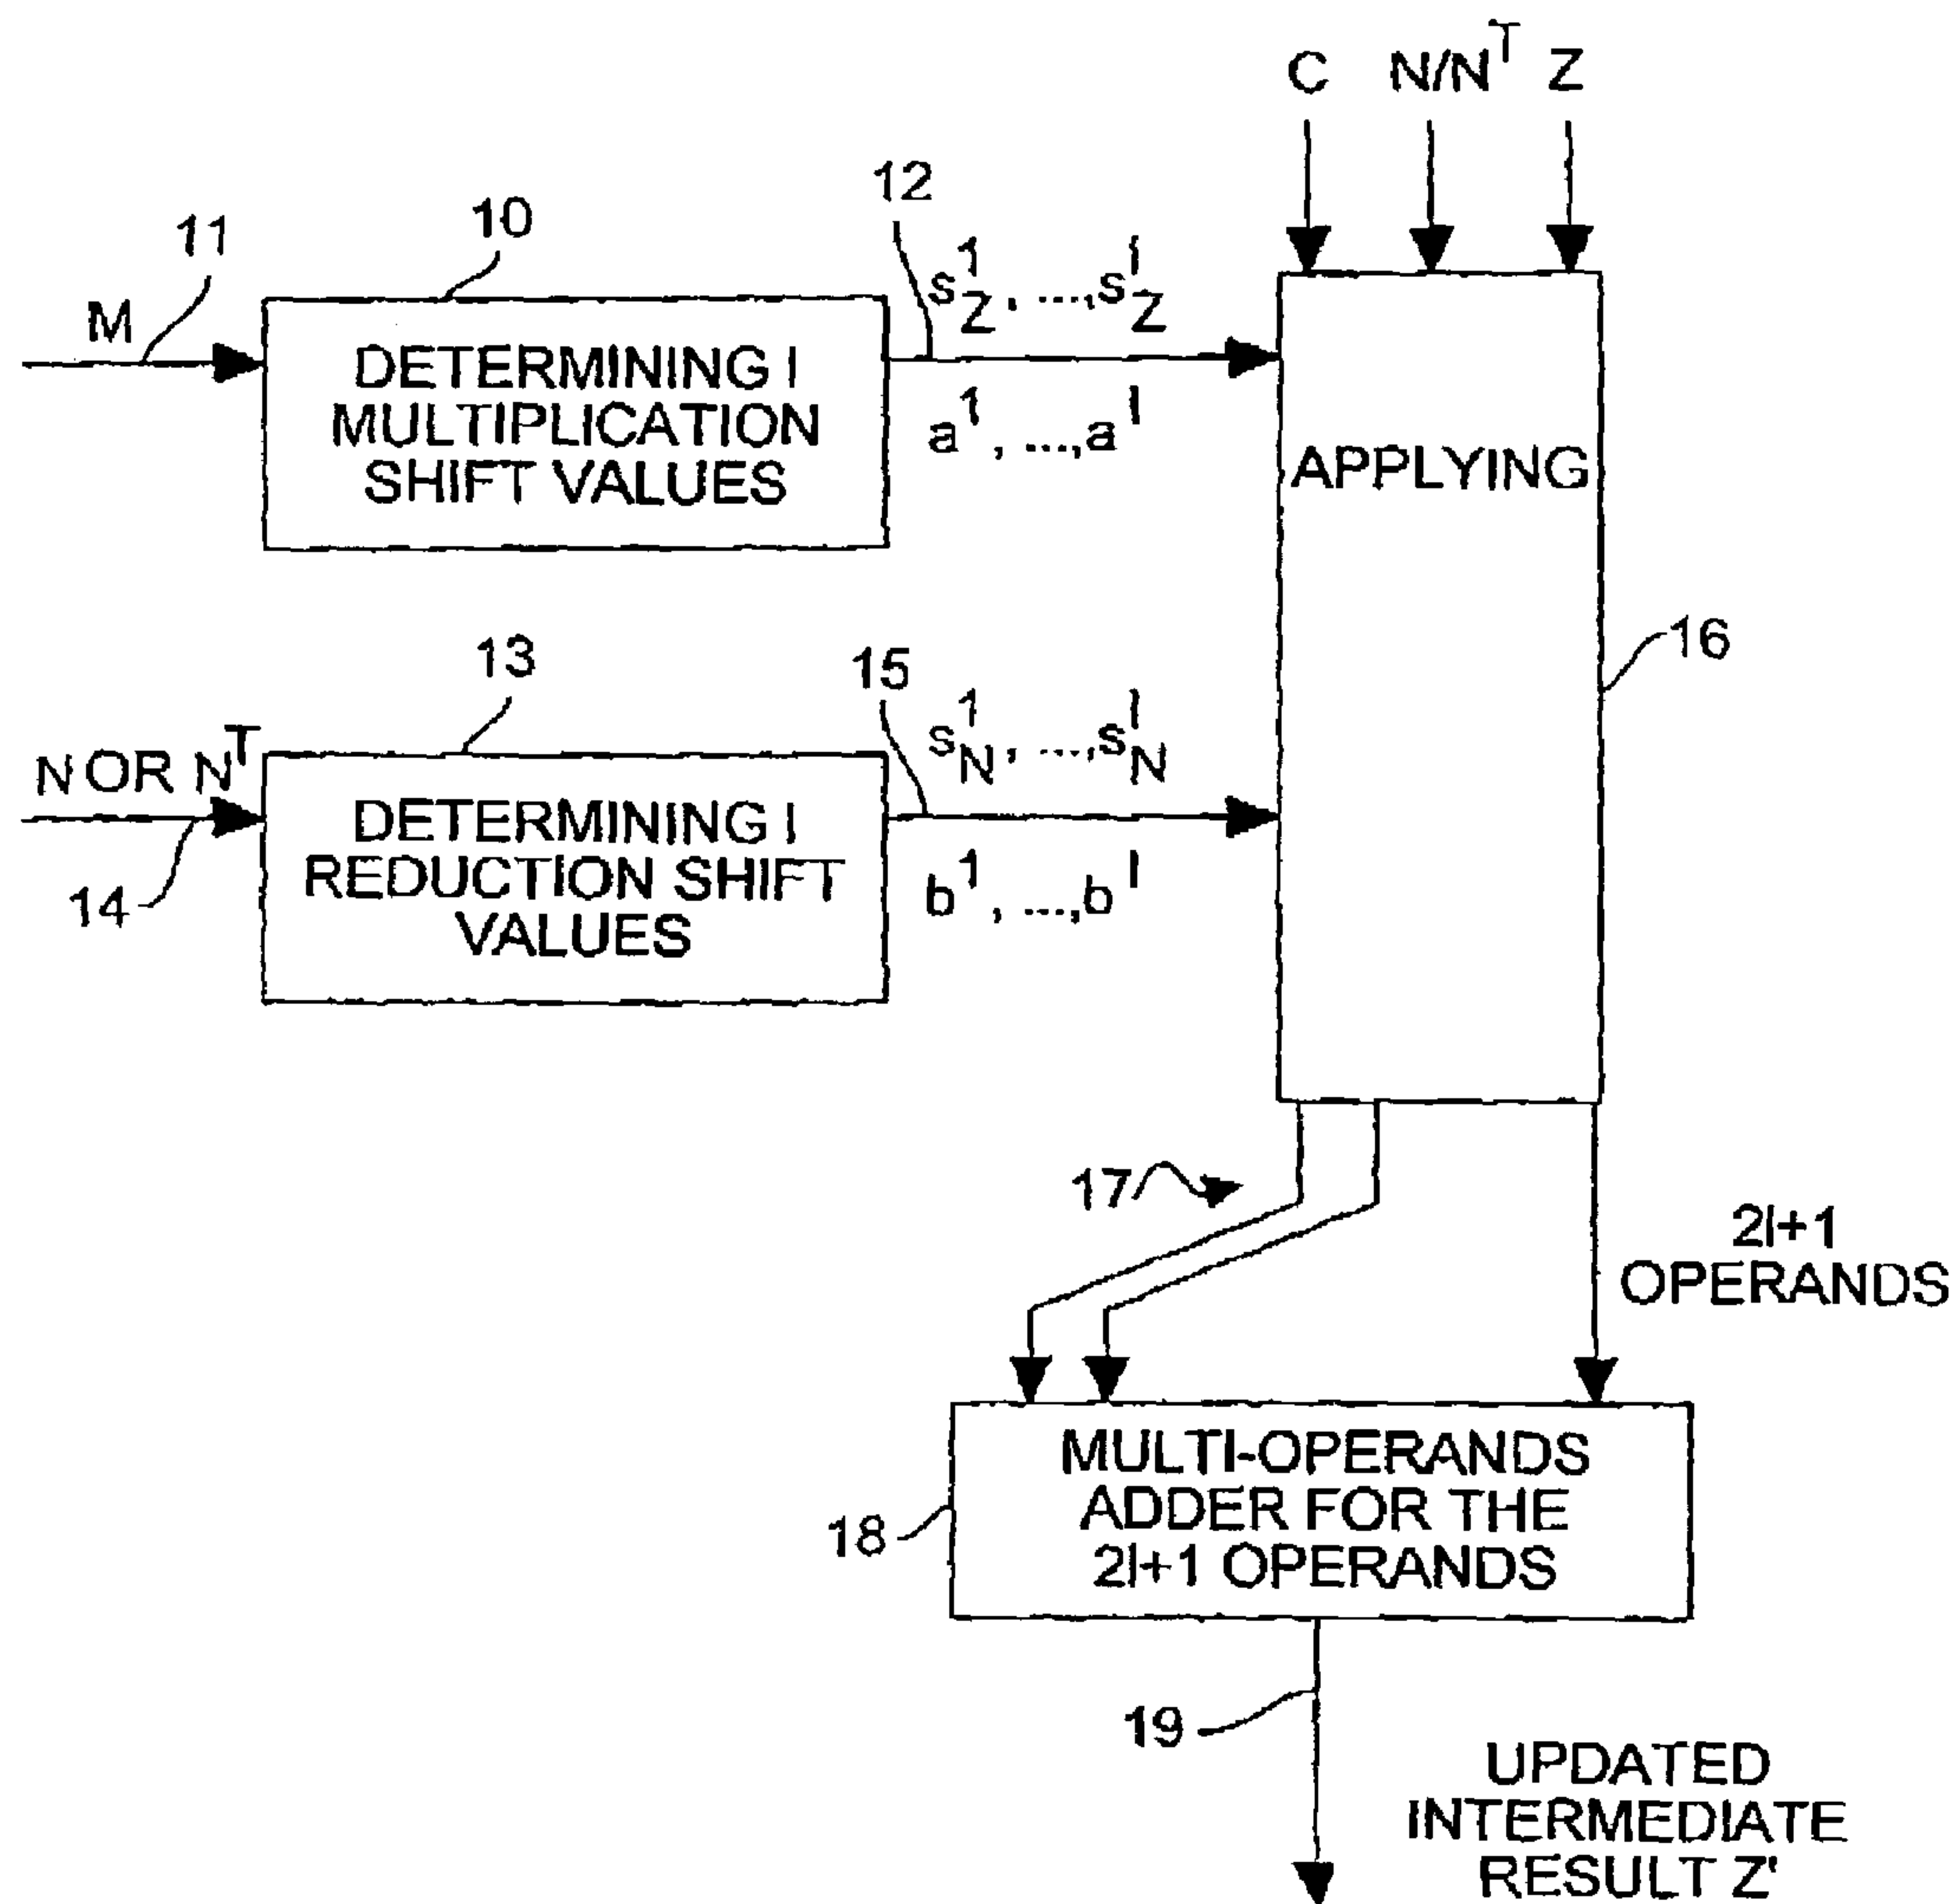 C N/N^T Z
12
10
11
s_Z^1, ...,s_Z^I
M
DETERMINING I
MULTIPLICATION
SHIFT VALUES
a^1, ...,a^I
APPLYING
16
13
15
s_N^1, ...,s_N^I
N OR N^T
DETERMINING I
REDUCTION SHIFT
VALUES
14
b^1, ...,b^I
17
2I+1
OPERANDS
MULTI-OPERANDS
ADDER FOR THE
2I+1 OPERANDS
18
19
UPDATED
INTERMEDIATE
RESULT Z'